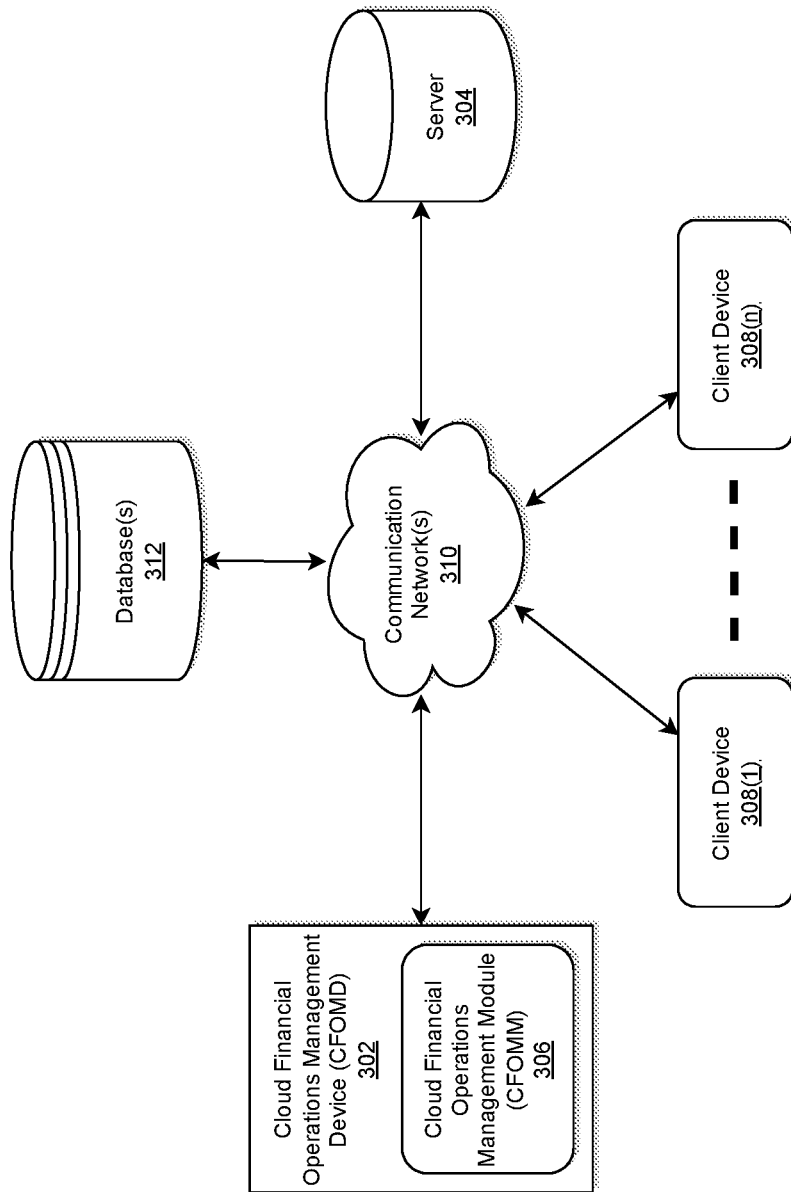 Cloud Financial
Operations Management
Device (CFOMD)
302
Cloud Financial
Operations
Management Module
(CFOMM)
306
Database(s)
312
Communication
Network(s)
310
Server
304
Client Device
308(1)
Client Device
308(n)